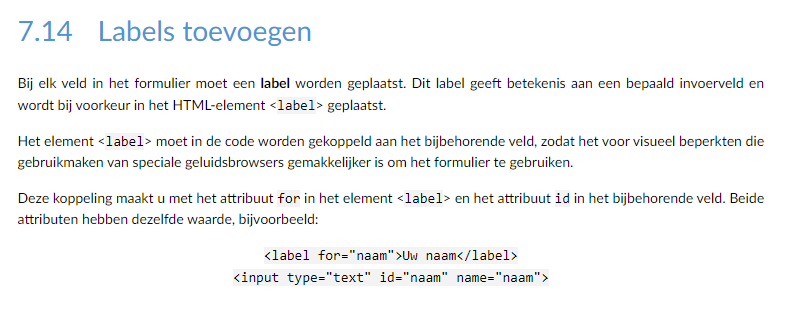 7.14 Labels toevoegen
Bij elk veld in het formulier moet een label worden geplaatst. Dit label geeft betekenis aan een bepaald invoerveld en
wordt bij voorkeur in het HTML-element <label> geplaatst.
Het element <label> moet in de code worden gekoppeld aan het bijbehorende veld, zodat het voor visueel beperkten die
gebruikmaken van speciale geluidsbrowsers gemakkelijker is om het formulier te gebruiken.
Deze koppeling maakt u met het attribuut for in het element <label> en het attribuut id in het bijbehorende veld. Beide
attributen hebben dezelfde waarde, bijvoorbeeld:
<label for="naam">Uw naam</label>
<input type="text" id="naam" name="naam">